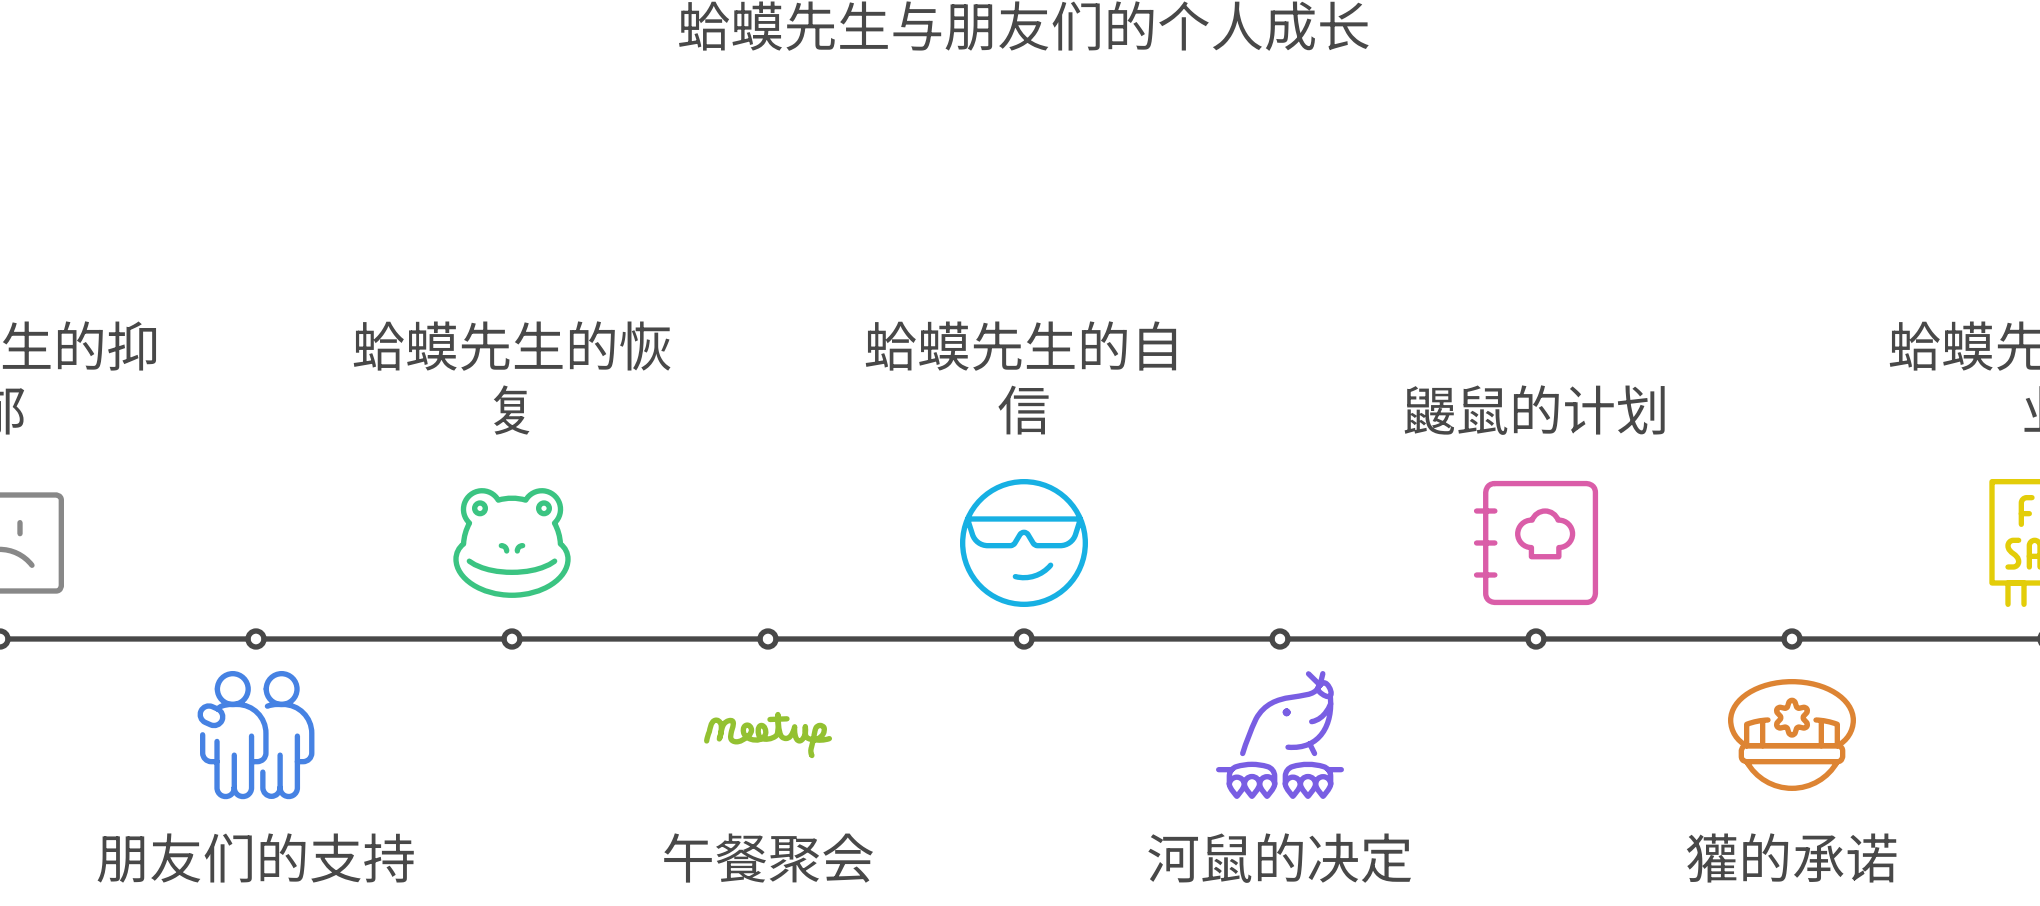 蛤蟆先生与朋友们的个人成长
生的抑
郁
蛤蟆先生的恢
复
蛤蟆先生的自
信
鼹鼠的计划
蛤蟆先
F
SA
meetup
朋友们的支持
午餐聚会
河鼠的决定
獾的承诺